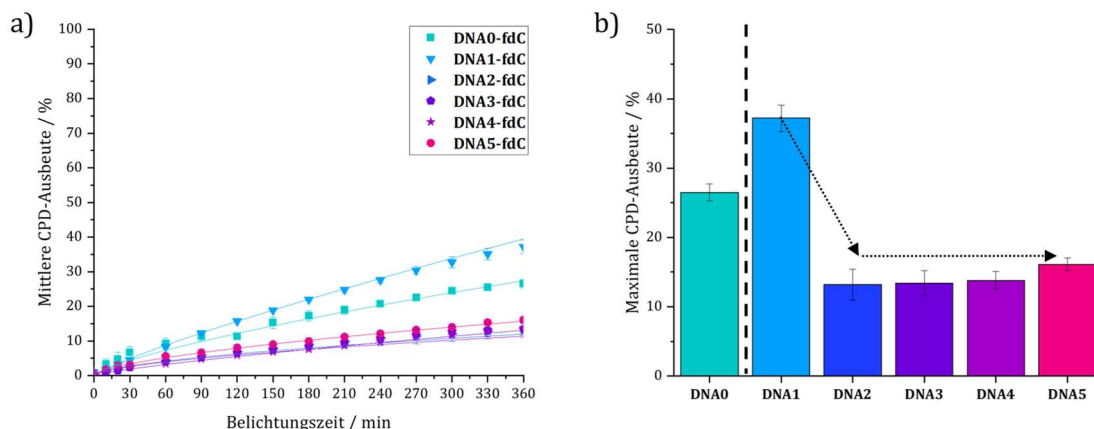 a)
100
90
80
70
60
50
40
30
20
10
0
Mittlere CPD-Ausbeute / %
DNA0-fdC
DNA1-fdC
DNA2-fdC
DNA3-fdC
DNA4-fdC
DNA5-fdC
0 30 60 90 120 150 180 210 240 270 300 330 360
Belichtungszeit / min
b)
50
40
30
20
10
0
Maximale CPD-Ausbeute / %
DNA0 DNA1 DNA2 DNA3 DNA4 DNA5